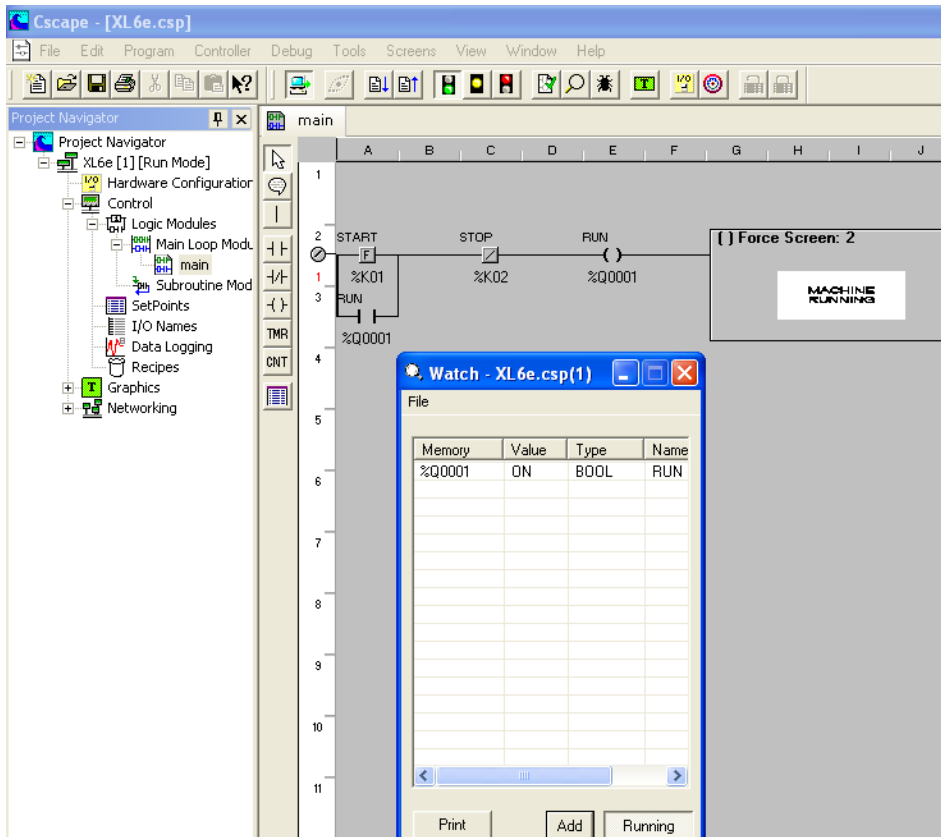 Cscape - [XL6e.csp]
File Edit Program Controller Debug Tools Screens View Window Help
Project Navigator
main
Project Navigator
XL6e [1] [Run Mode]
Hardware Configuration
Control
Logic Modules
Main Loop Modu
main
Subroutine Mod
SetPoints
I/O Names
Data Logging
Recipes
T Graphics
Networking
TMR
CNT
A B C D E F G H I J
1
2 START STOP RUN [ ] Force Screen: 2
F
1 %K01 %K02 %Q0001
MACHINE
RUNNING
3 RUN
%Q0001
4
5
6
7
8
9
10
11
Watch - XL6e.csp(1)
File
Memory Value Type Name
%Q0001 ON BOOL RUN
Print Add Running